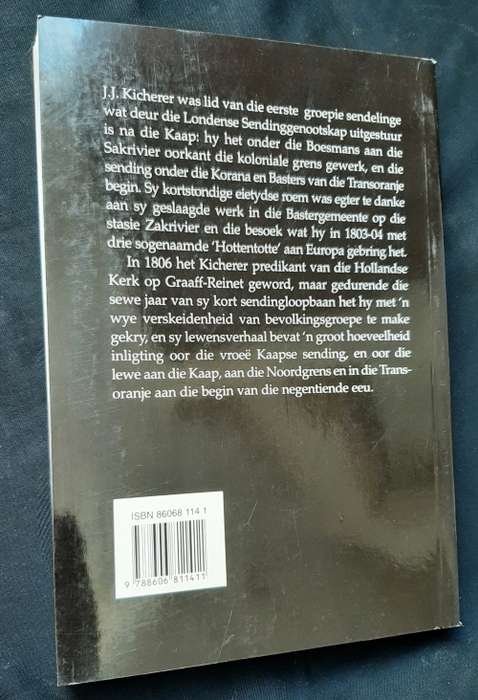 J.J. Kicherer was lid van die eerste groepie sendelinge
wat deur die Londense Sendinggenootskap uitgestuur
is na die Kaap: hy het onder die Boesmans aan die
Sakrivier oorkant die koloniale grens gewerk, en die
sending onder die Korana en Basters van die Transoranje
begin. Sy kortstondige eietydse roem was egter te danke
aan sy geslaagde werk in die Bastergemeente op die
stasie Zakrivier en die besoek wat hy in 1803-04 met
drie sogenaamde 'Hottentotte' aan Europa gebring het.
In 1806 het Kicherer predikant van die Hollandse
Kerk op Graaff-Reinet geword, maar gedurende die
sewe jaar van sy kort sendingloopbaan het hy met 'n
wye verskeidenheid van bevolkingsgroepe te make
gekry, en sy lewensverhaal bevat 'n groot hoeveelheid
inligting oor die vroeë Kaapse sending, en oor die
lewe aan die Kaap, aan die Noordgrens en in die Trans-
oranje aan die begin van die negentiende eeu.
ISBN 86068 114 1
9 788606 811411